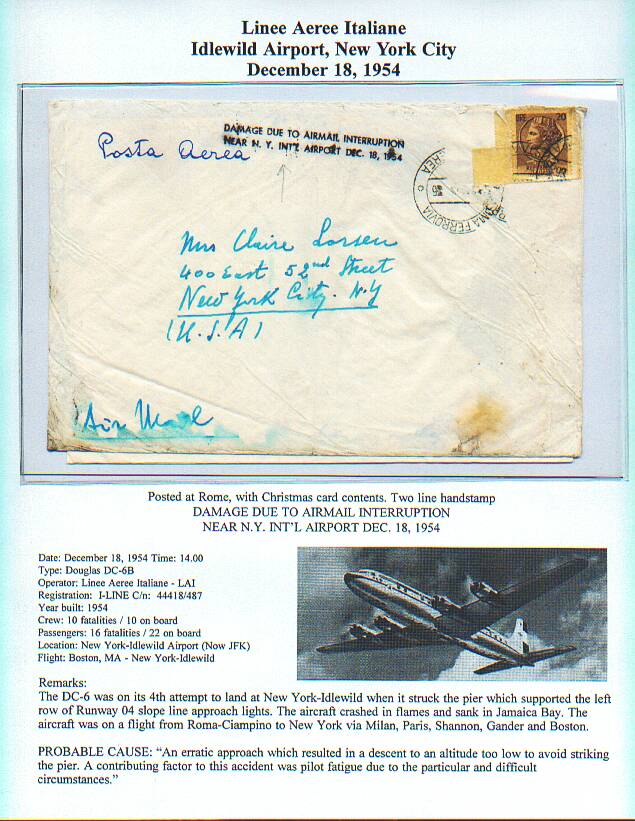 Linee Aeree Italiane
Idlewild Airport, New York City
December 18, 1954
DAMAGE DUE TO AIRMAIL INTERRUPTION
NEAR N. Y. INT'L AIRPORT DEC. 18, 1954
Posta Aerea
LIRE 20
ROMA FERROVIA
Mrs Claire Lorsen
400 East 52nd Street
New York City. N.Y
(U.S.A)
Air Mail
Posted at Rome, with Christmas card contents. Two line handstamp
DAMAGE DUE TO AIRMAIL INTERRUPTION
NEAR N.Y. INT'L AIRPORT DEC. 18, 1954
Date: December 18, 1954 Time: 14.00
Type: Douglas DC-6B
Operator: Linee Aeree Italiane - LAI
Registration: I-LINE C/n: 44418/487
Year built: 1954
Crew: 10 fatalities / 10 on board
Passengers: 16 fatalities / 22 on board
Location: New York-Idlewild Airport (Now JFK)
Flight: Boston, MA - New York-Idlewild
Remarks:
The DC-6 was on its 4th attempt to land at New York-Idlewild when it struck the pier which supported the left
row of Runway 04 slope line approach lights. The aircraft crashed in flames and sank in Jamaica Bay. The
aircraft was on a flight from Roma-Ciampino to New York via Milan, Paris, Shannon, Gander and Boston.
PROBABLE CAUSE: “An erratic approach which resulted in a descent to an altitude too low to avoid striking
the pier. A contributing factor to this accident was pilot fatigue due to the particular and difficult
circumstances.”